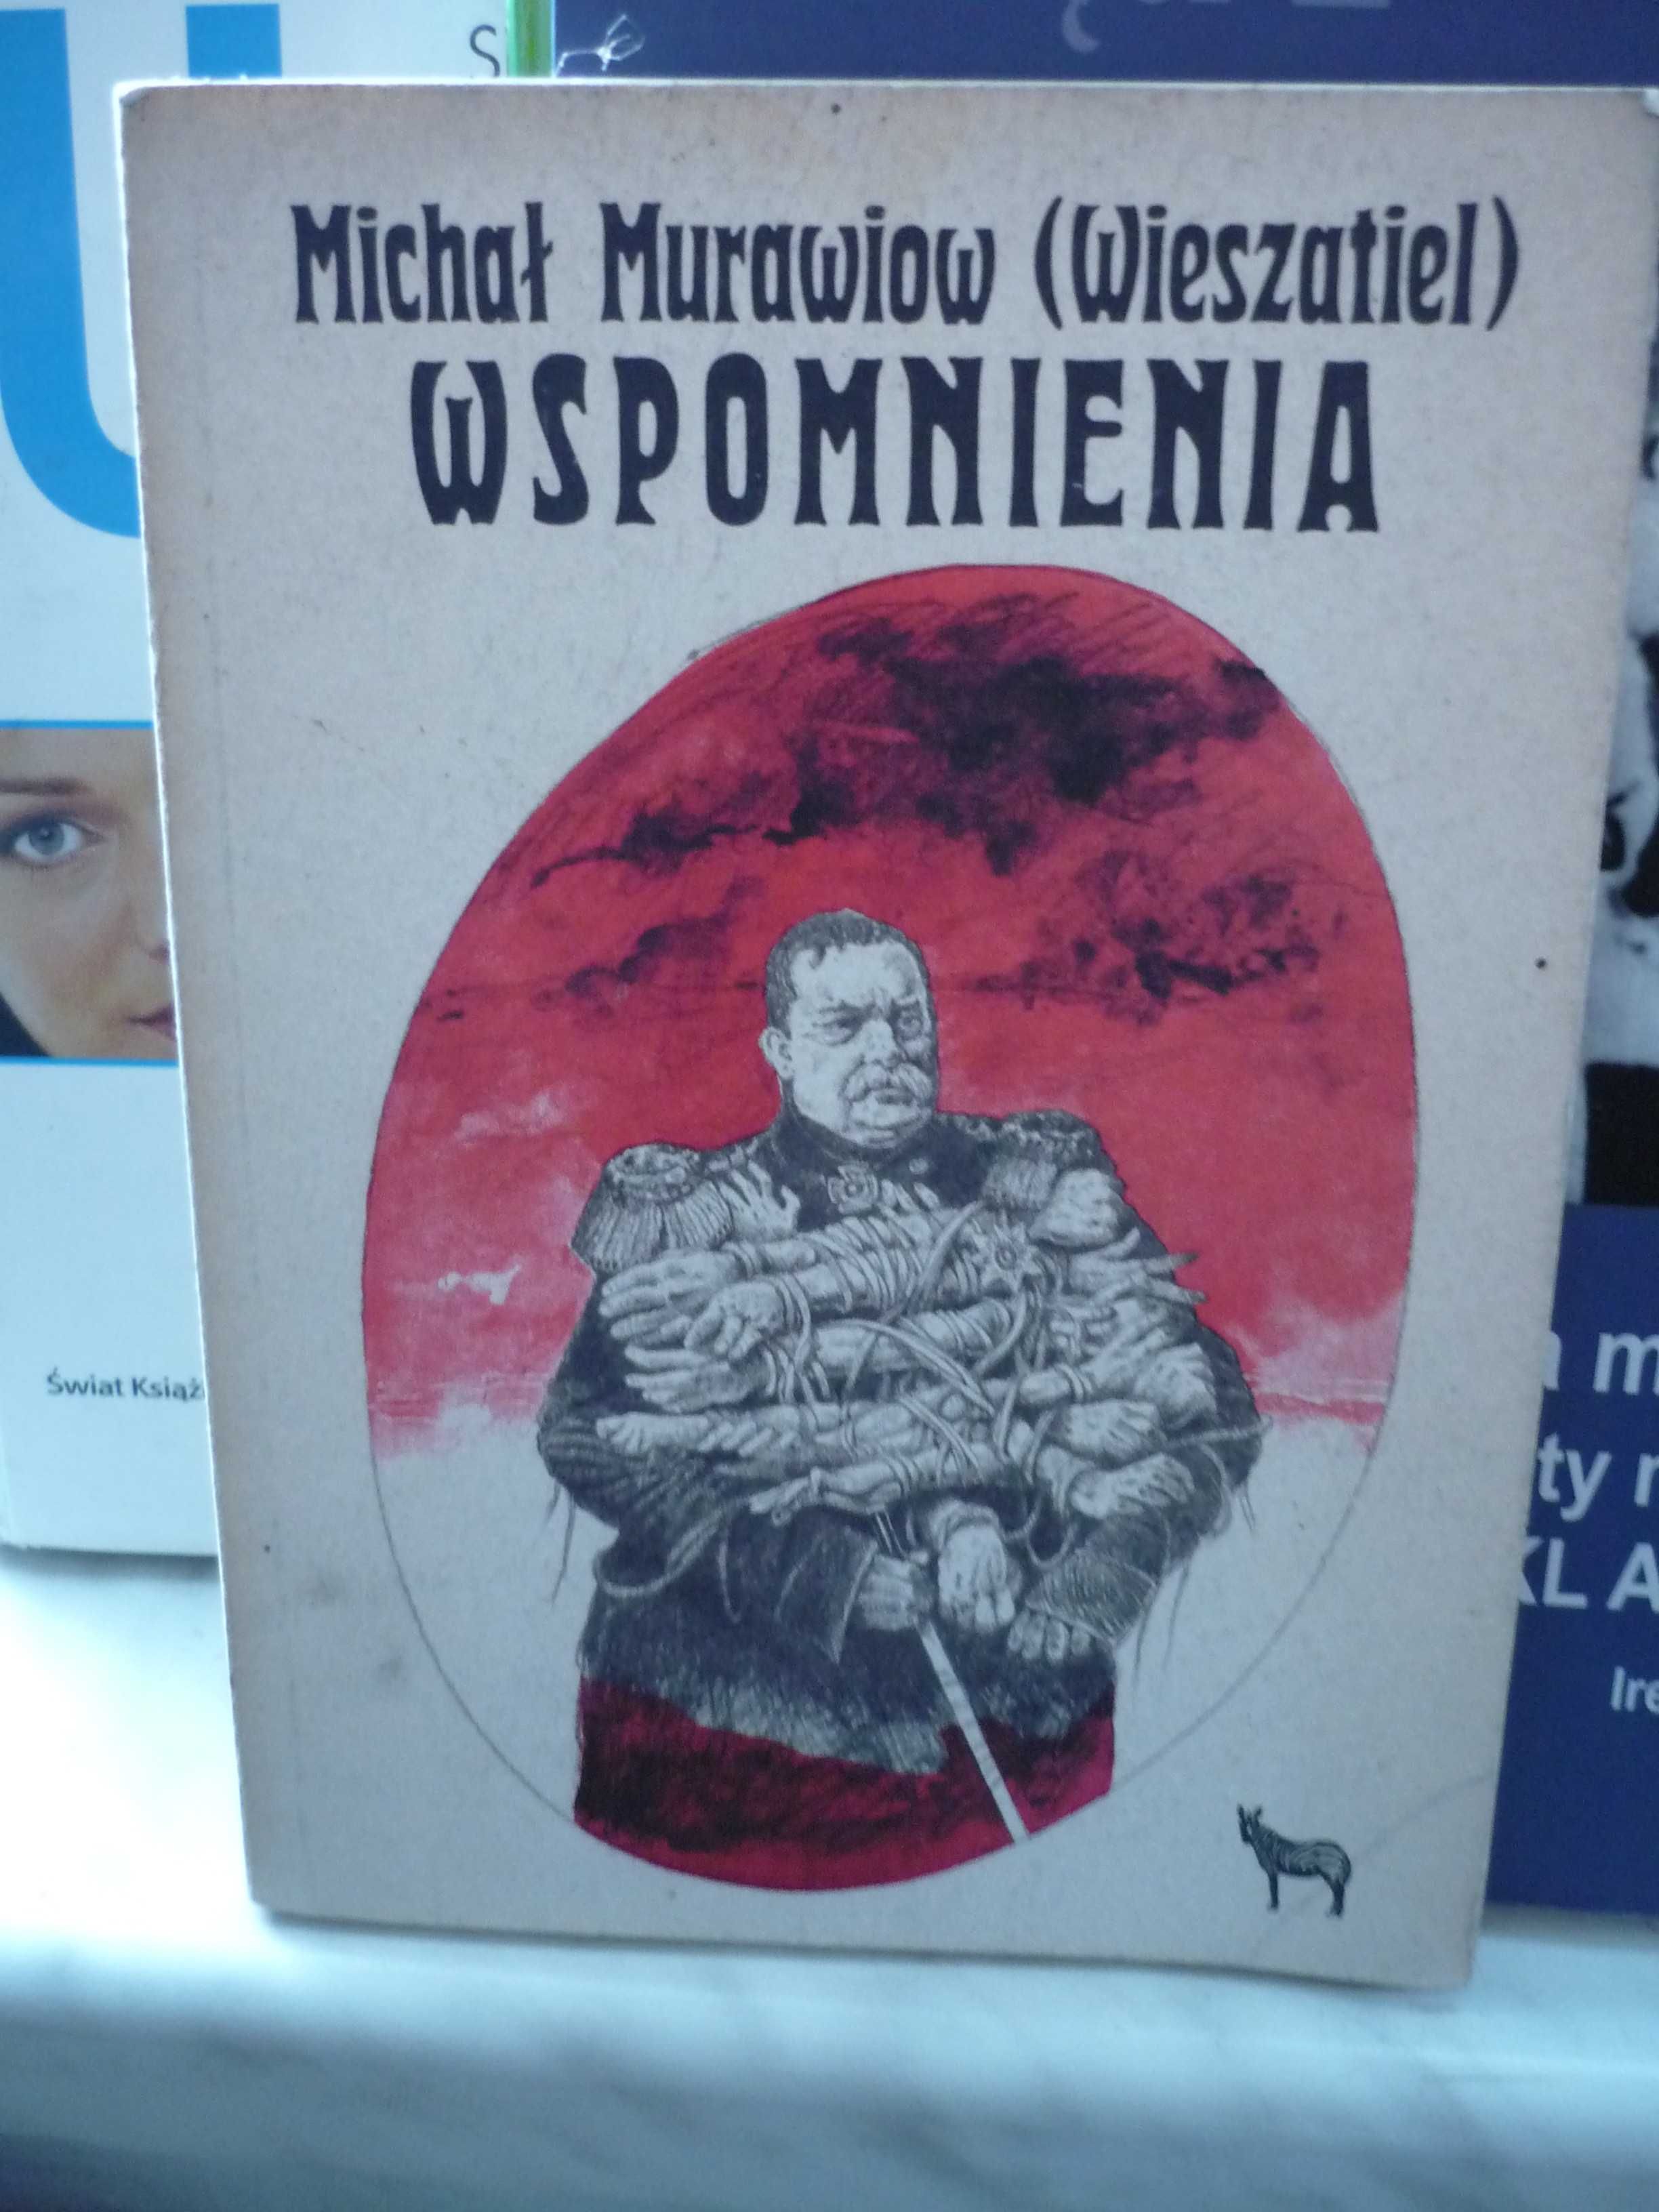 Michał Murawiow (Wieszatiel)
WSPOMNIENIA
Świat Książ
ty
KL A
Ire